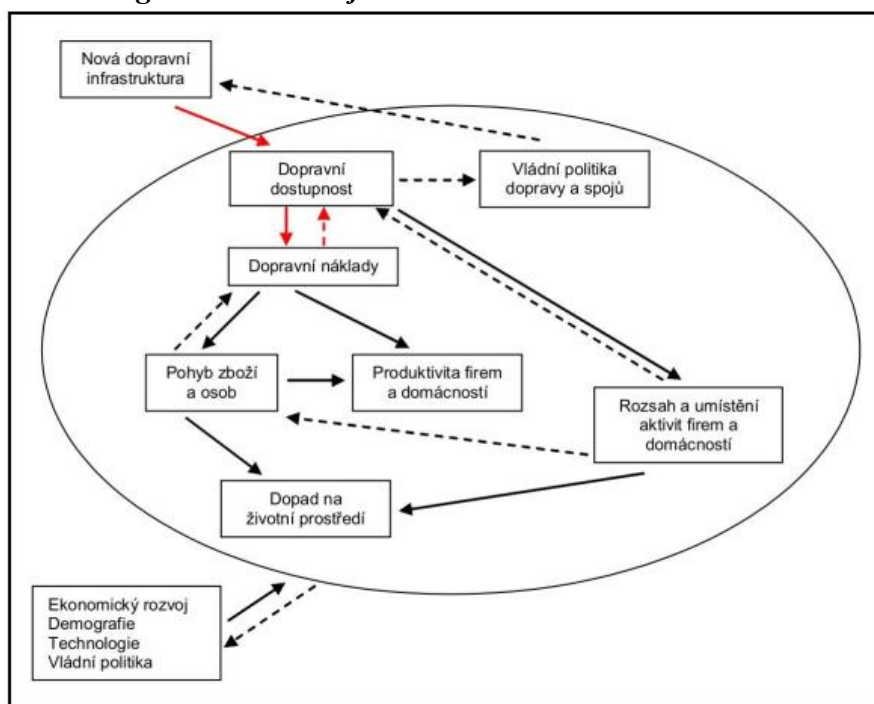 Nová dopravní
infrastruktura
Dopravní
dostupnost
Vládní politika
dopravy a spojů
Dopravní náklady
Pohyb zboží
a osob
Produktivita firem
a domácností
Rozsah a umístění
aktivit firem a
domácností
Dopad na
životní prostředí
Ekonomický rozvoj
Demografie
Technologie
Vládní politika